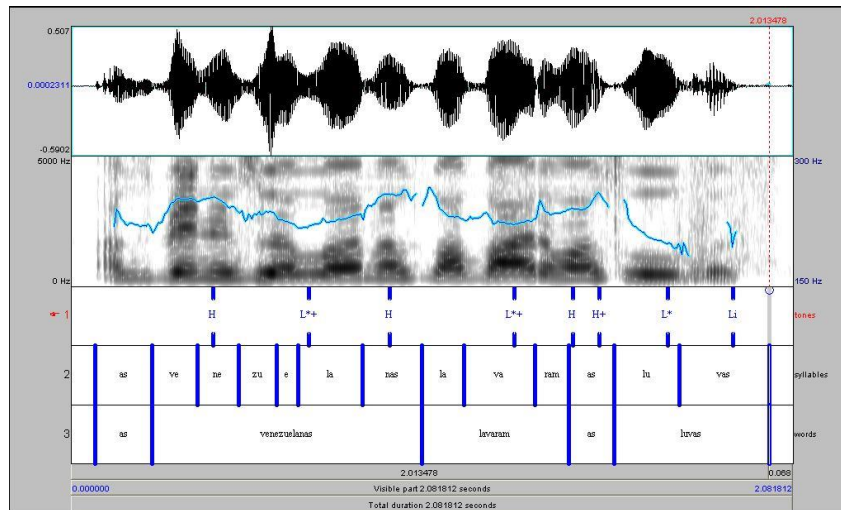 2.013478
0.507
0.0002311
-0.5902
5000 Hz 300 Hz
0 Hz 150 Hz
1 H L*+ H L*+ H H+ L* Li tones
2 as ve ne zu e la nas la va ram as lu vas syllables
3 as venezuelanas lavaram as luvas words
2.013478 0.068
0.000000 Visible part 2.081812 seconds 2.081812
Total duration 2.081812 seconds